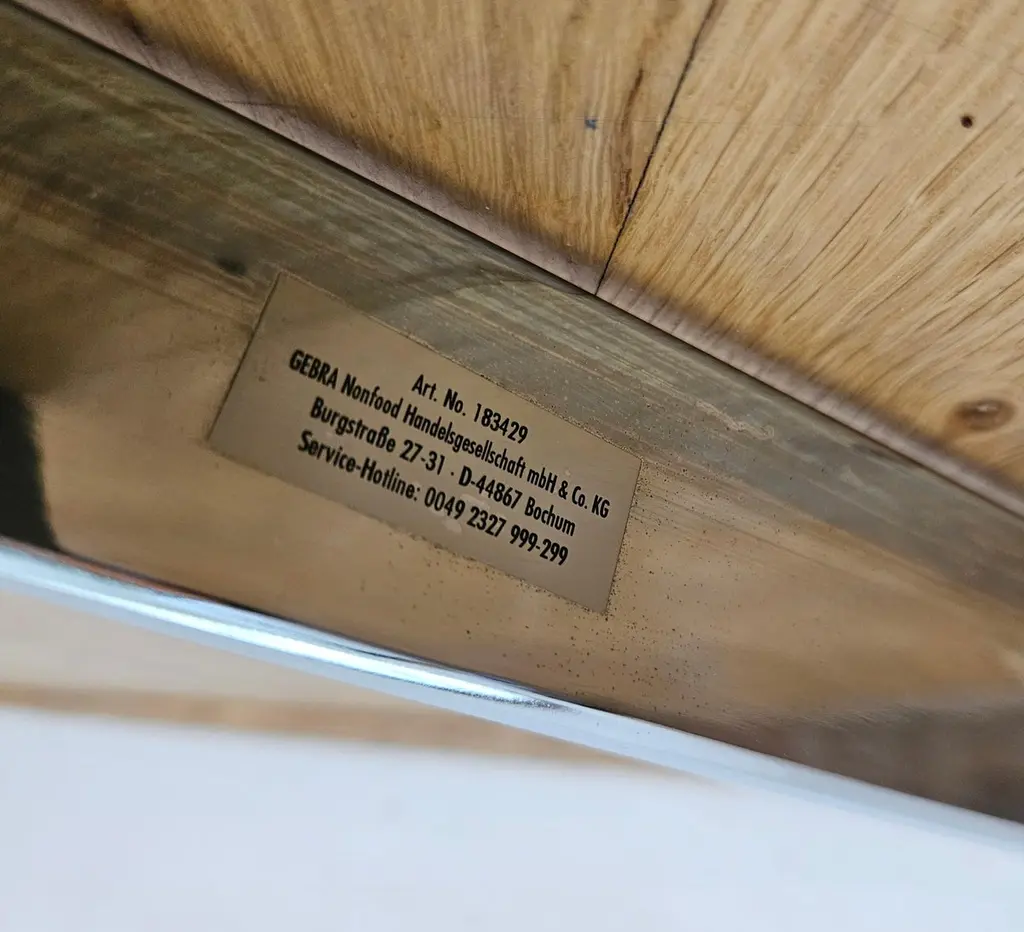 Art. No. 183429
GEBRA Nonfood Handelsgesellschaft mbH & Co. KG
Burgstraße 27-31 · D-44867 Bochum
Service-Hotline: 0049 2327 999-299